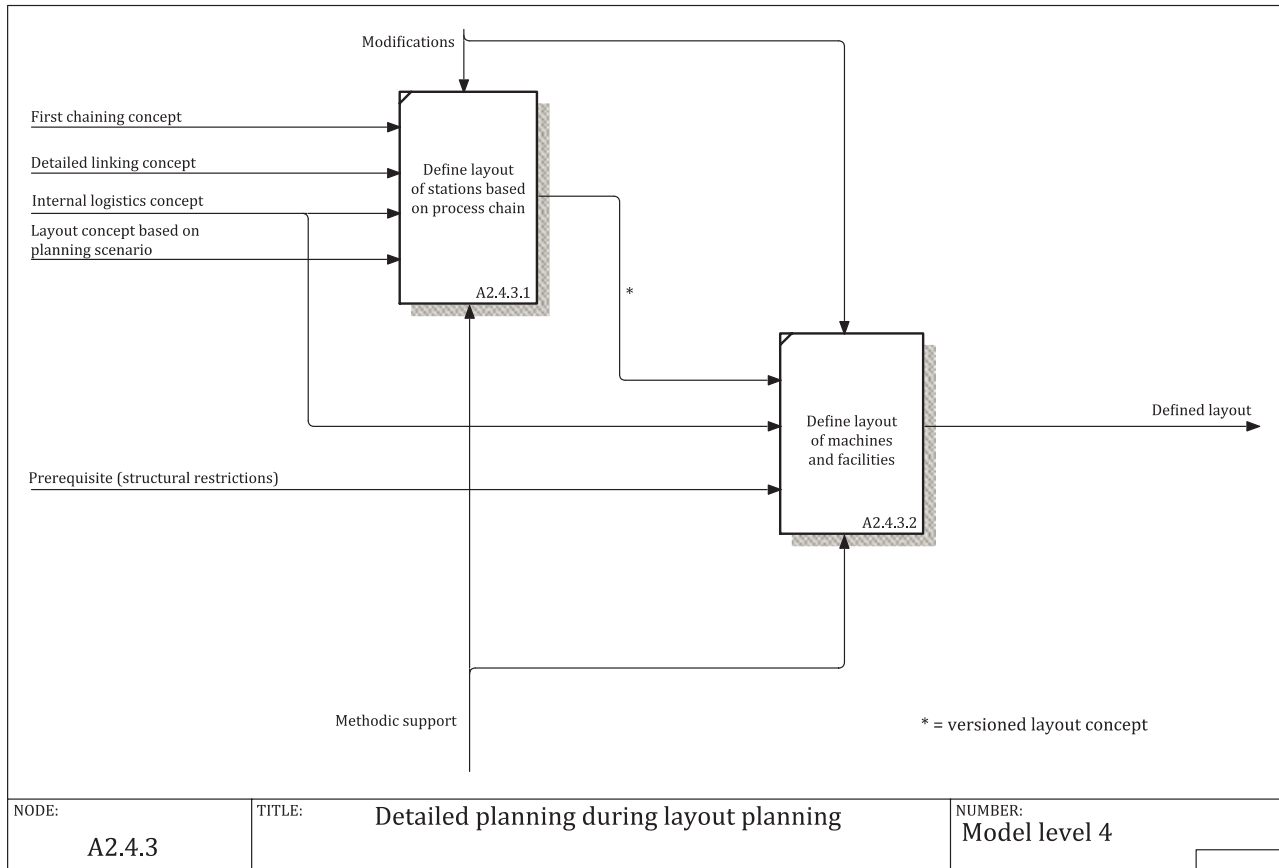 Modifications
First chaining concept
Detailed linking concept
Internal logistics concept
Layout concept based on
planning scenario
Define layout
of stations based
on process chain
A2.4.3.1
*
Define layout
of machines
and facilities
A2.4.3.2
Defined layout
Prerequisite (structural restrictions)
Methodic support
* = versioned layout concept
NODE:
A2.4.3
TITLE:
Detailed planning during layout planning
NUMBER:
Model level 4